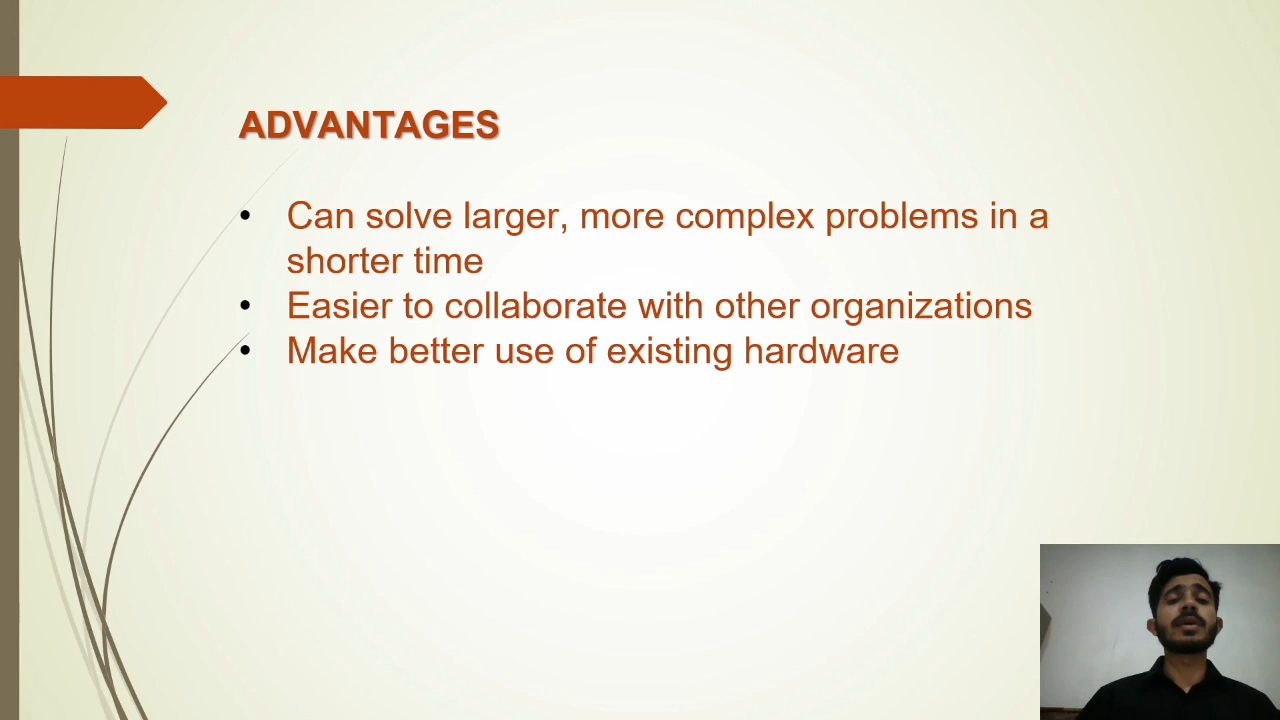 ADVANTAGES
• Can solve larger, more complex problems in a
shorter time
• Easier to collaborate with other organizations
• Make better use of existing hardware